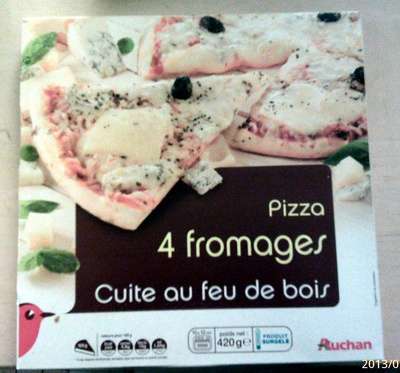 Pizza
4 fromages
Cuite au feu de bois
poids net :
420g e
PRODUIT
SURGELÉ
Auchan
2013/0